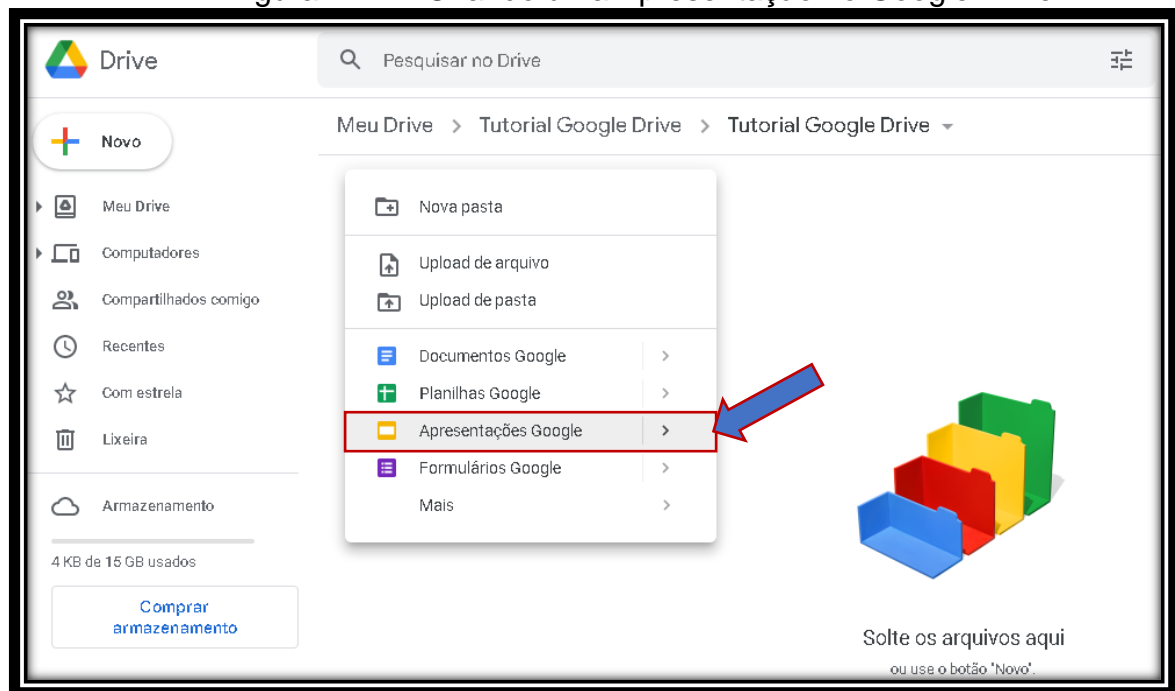 Drive
Pesquisar no Drive
Novo
Meu Drive > Tutorial Google Drive > Tutorial Google Drive
Meu Drive
Computadores
Compartilhados comigo
Recentes
Com estrela
Lixeira
Armazenamento
4 KB de 15 GB usados
Comprar
armazenamento
Nova pasta
Upload de arquivo
Upload de pasta
Documentos Google >
Planilhas Google >
Apresentações Google >
Formulários Google >
Mais >
Solte os arquivos aqui
ou use o botão "Novo".